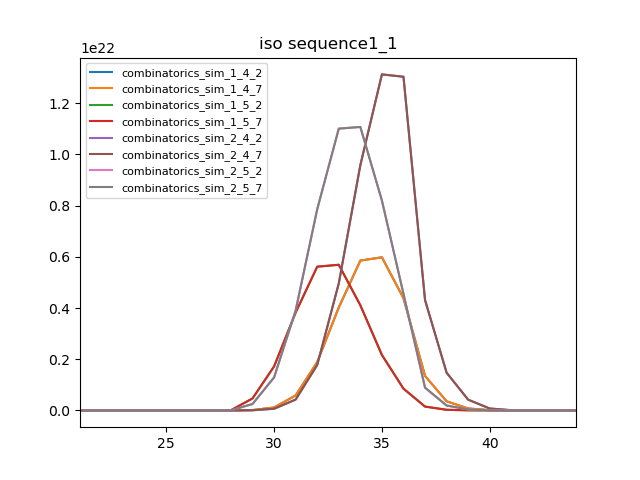 iso sequence1_1
1e22
combinatorics_sim_1_4_2
combinatorics_sim_1_4_7
combinatorics_sim_1_5_2
combinatorics_sim_1_5_7
combinatorics_sim_2_4_2
combinatorics_sim_2_4_7
combinatorics_sim_2_5_2
combinatorics_sim_2_5_7
1.2
1.0
0.8
0.6
0.4
0.2
0.0
25 30 35 40